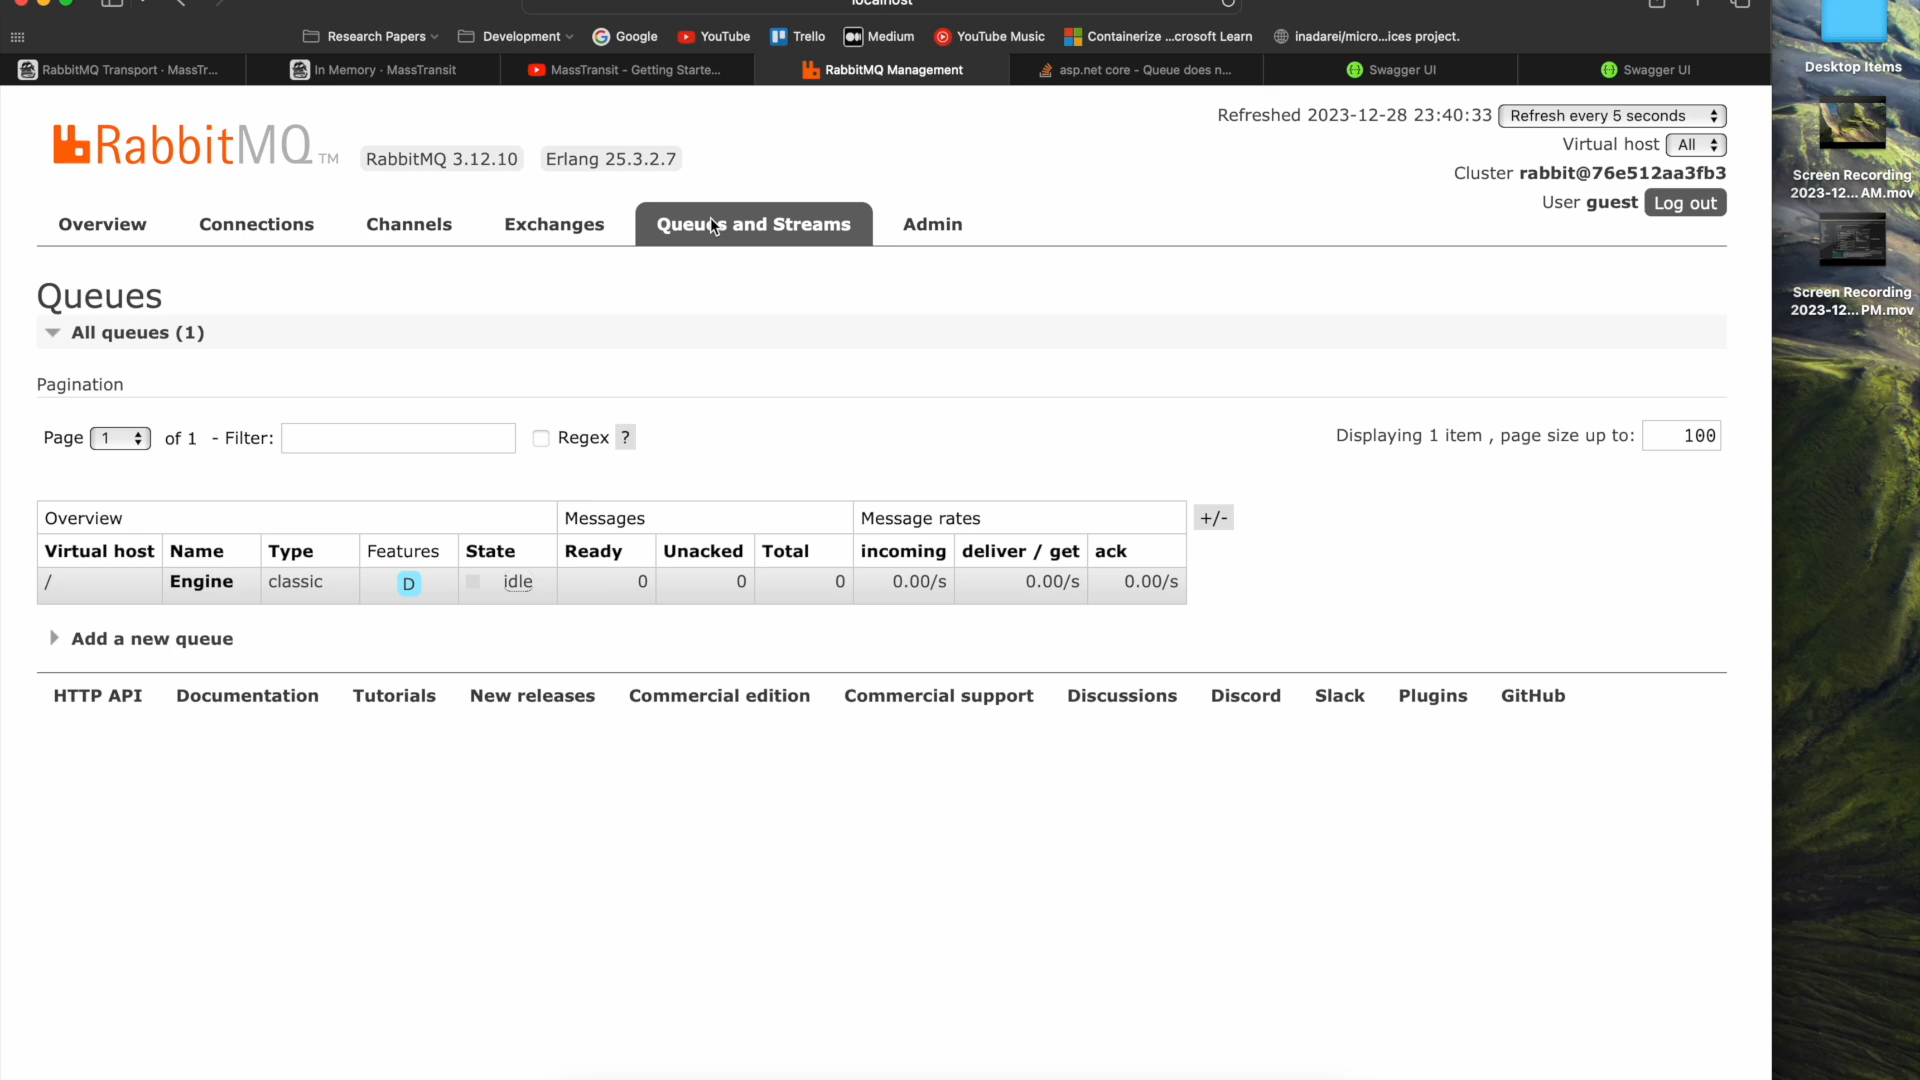 localhost
Research Papers
Development
Google
YouTube
Trello
Medium
YouTube Music
Containerize ...crosoft Learn
inadarei/micro...ices project.
RabbitMQ Transport · MassTr...
In Memory · MassTransit
MassTransit - Getting Starte...
RabbitMQ Management
asp.net core - Queue does n...
Swagger UI
Swagger UI
Refreshed 2023-12-28 23:40:33 Refresh every 5 seconds
Virtual host All
Cluster rabbit@76e512aa3fb3
User guest Log out
RabbitMQ TM RabbitMQ 3.12.10 Erlang 25.3.2.7
Overview Connections Channels Exchanges Queues and Streams Admin
Queues
All queues (1)
Pagination
Page 1 of 1 - Filter: Regex ? Displaying 1 item , page size up to: 100
Overview Messages Message rates +/-
Virtual host Name Type Features State Ready Unacked Total incoming deliver / get ack
/ Engine classic D idle 0 0 0 0.00/s 0.00/s 0.00/s
Add a new queue
HTTP API Documentation Tutorials New releases Commercial edition Commercial support Discussions Discord Slack Plugins GitHub
Desktop Items
Screen Recording
2023-12... AM.mov
Screen Recording
2023-12...PM.mov